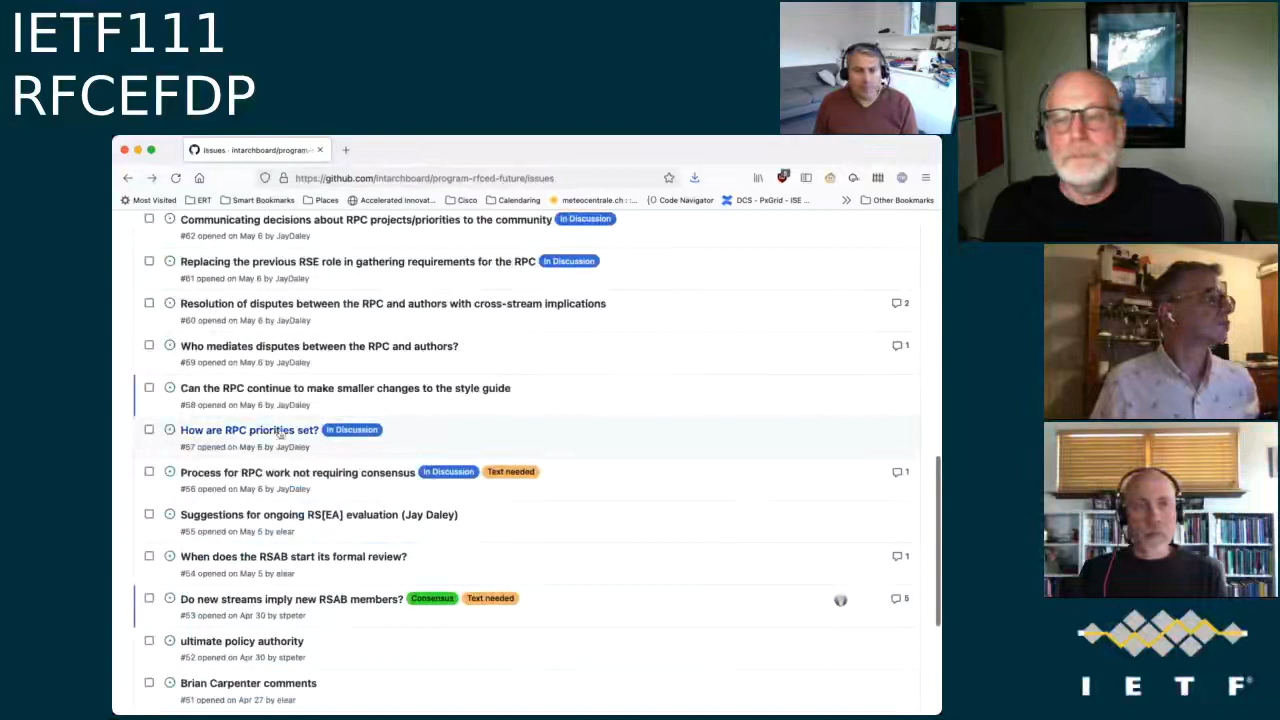 IETF111
RFCEFDP
Issues · intarchboard/program-
https://github.com/intarchboard/program-rfced-future/issues
Most Visited ERT Smart Bookmarks Places Accelerated Innovat... Cisco Calendaring meteocentrale.ch :: ... Code Navigator DCS - PxGrid - ISE ... Other Bookmarks
Communicating decisions about RPC projects/priorities to the community In Discussion
#62 opened on May 6 by JayDaley
Replacing the previous RSE role in gathering requirements for the RPC In Discussion
#61 opened on May 6 by JayDaley
Resolution of disputes between the RPC and authors with cross-stream implications 2
#60 opened on May 6 by JayDaley
Who mediates disputes between the RPC and authors? 1
#59 opened on May 6 by JayDaley
Can the RPC continue to make smaller changes to the style guide
#58 opened on May 6 by JayDaley
How are RPC priorities set? In Discussion
#57 opened on May 6 by JayDaley
Process for RPC work not requiring consensus In Discussion Text needed 1
#56 opened on May 6 by JayDaley
Suggestions for ongoing RS[EA] evaluation (Jay Daley)
#55 opened on May 5 by elear
When does the RSAB start its formal review? 1
#54 opened on May 5 by elear
Do new streams imply new RSAB members? Consensus Text needed 5
#53 opened on Apr 30 by stpeter
ultimate policy authority
#52 opened on Apr 30 by stpeter
Brian Carpenter comments
#51 opened on Apr 27 by elear
I E T F®